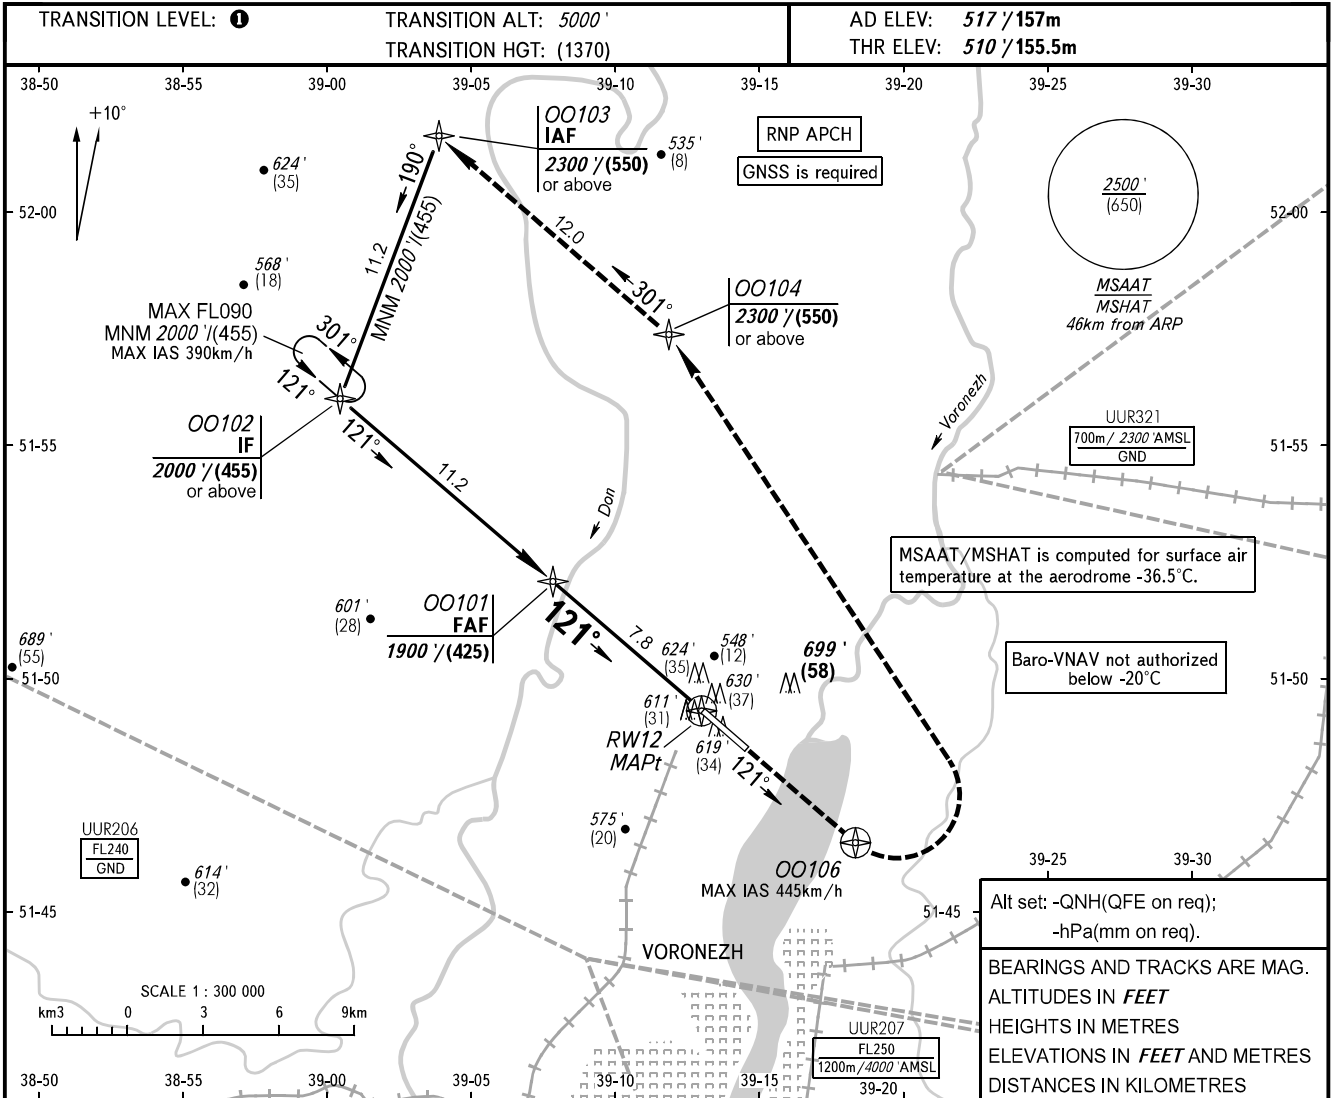 TRANSITION LEVEL: ❶
TRANSITION ALT: 5000'
TRANSITION HGT: (1370)
AD ELEV: 517'/157m
THR ELEV: 510'/155.5m
38-50 38-55 39-00 39-05 39-10 39-15 39-20 39-25 39-30
+10°
OO103
IAF
2300'/(550)
or above
535'
(8)
RNP APCH
GNSS is required
624'
(35)
190°
2500'
(650)
MSAAT
MSHAT
46km from ARP
52-00
52-00
12.0
11.2
MNM 2000'/(455)
568'
(18)
301°
OO104
2300'/(550)
or above
MAX FL090
MNM 2000'/(455)
MAX IAS 390km/h
301°
121°
Voronezh
OO102
IF
2000'/(455)
or above
121°
UUR321
700m/2300'AMSL
GND
51-55
51-55
11.2
Don
MSAAT/MSHAT is computed for surface air
temperature at the aerodrome -36.5°C.
601'
(28)
OO101
FAF
1900'/(425)
121°
7.8
689'
(55)
624'
(35)
548'
(12)
699'
(58)
630'
(37)
611'
(31)
Baro-VNAV not authorized
below -20°C
51-50
51-50
RW12
MAPt
619'
(34)
121°
575'
(20)
UUR206
FL240
GND
614'
(32)
OO106
MAX IAS 445km/h
39-25 39-30
51-45
51-45
Alt set: -QNH(QFE on req);
-hPa(mm on req).
VORONEZH
BEARINGS AND TRACKS ARE MAG.
ALTITUDES IN FEET
HEIGHTS IN METRES
ELEVATIONS IN FEET AND METRES
DISTANCES IN KILOMETRES
SCALE 1 : 300 000
km3 0 3 6 9km
UUR207
FL250
1200m/4000'AMSL
38-50 38-55 39-00 39-05 39-10 39-15 39-20